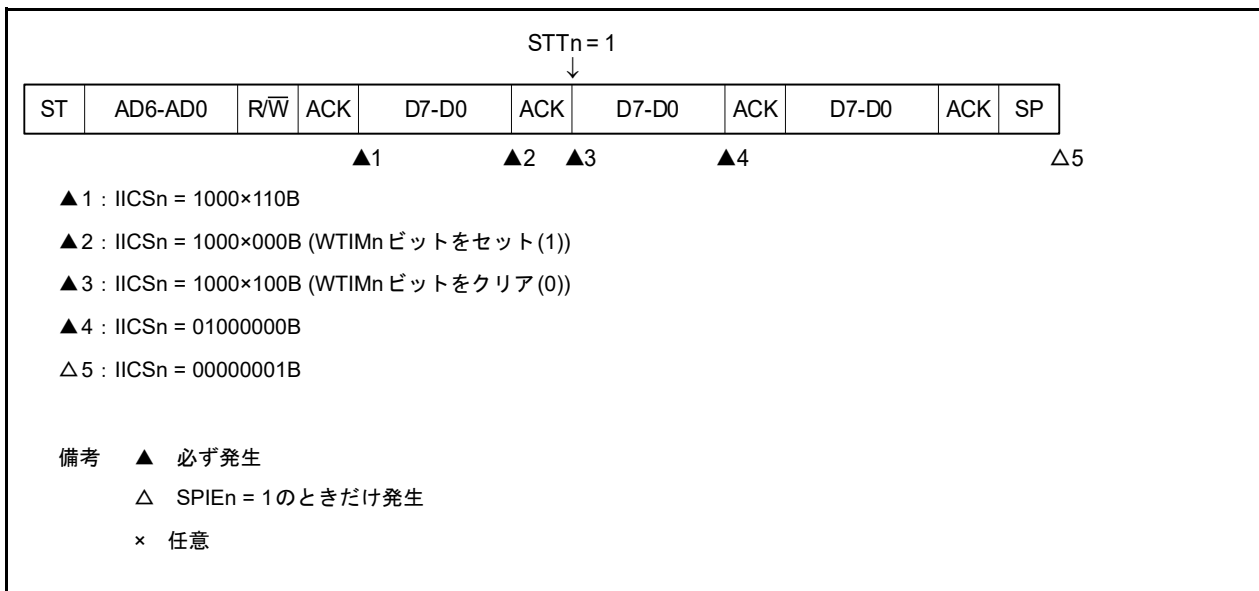 STTn = 1
↓
ST AD6-AD0 R/W̅ ACK D7-D0 ACK D7-D0 ACK D7-D0 ACK SP
▲1 ▲2 ▲3 ▲4 △5
▲1：IICSn = 1000×110B
▲2：IICSn = 1000×000B (WTIMnビットをセット(1))
▲3：IICSn = 1000×100B (WTIMnビットをクリア(0))
▲4：IICSn = 01000000B
△5：IICSn = 00000001B
備考 ▲ 必ず発生
△ SPIEn = 1のときだけ発生
× 任意